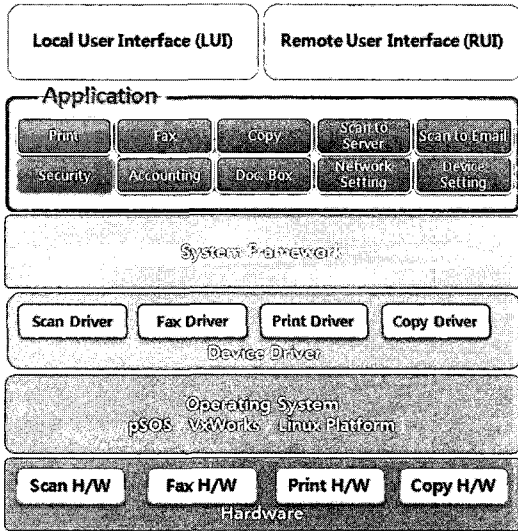 Local User Interface (LUI)
Remote User Interface (RUI)
Application
Print
Fax
Copy
Scan to
Server
Scan to Email
Security
Accounting
Doc. Box
Network
Setting
Device
Setting
System Framework
Scan Driver
Fax Driver
Print Driver
Copy Driver
Device Driver
Operating System
pSOS VxWorks Linux Platform
Scan H/W
Fax H/W
Print H/W
Copy H/W
Hardware